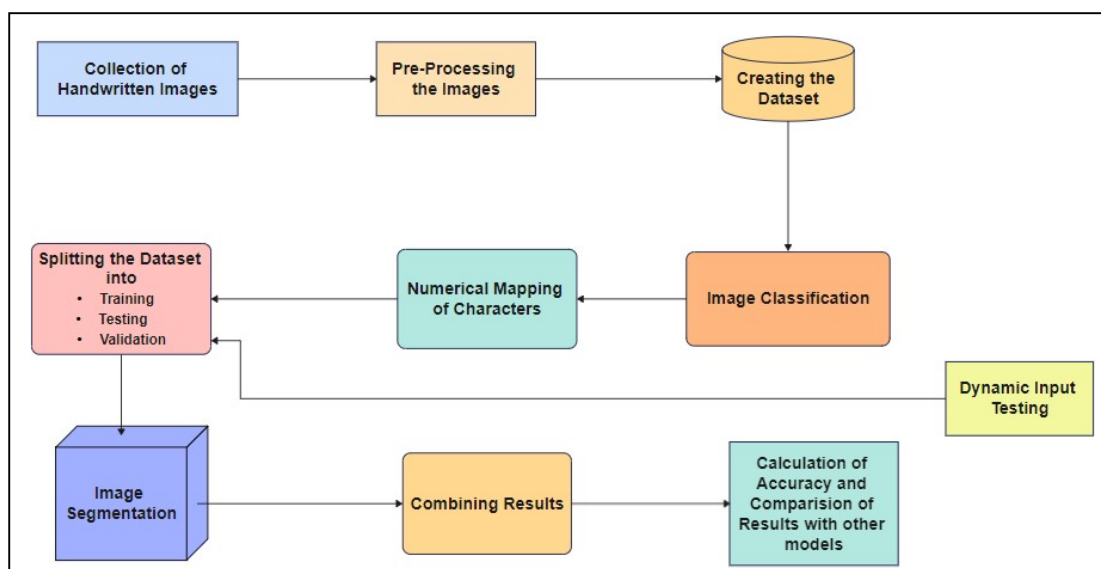 Collection of
Handwritten Images
Pre-Processing
the Images
Creating the
Dataset
Splitting the Dataset
into
• Training
• Testing
• Validation
Numerical Mapping
of Characters
Image Classification
Dynamic Input
Testing
Image
Segmentation
Combining Results
Calculation of
Accuracy and
Comparision of
Results with other
models